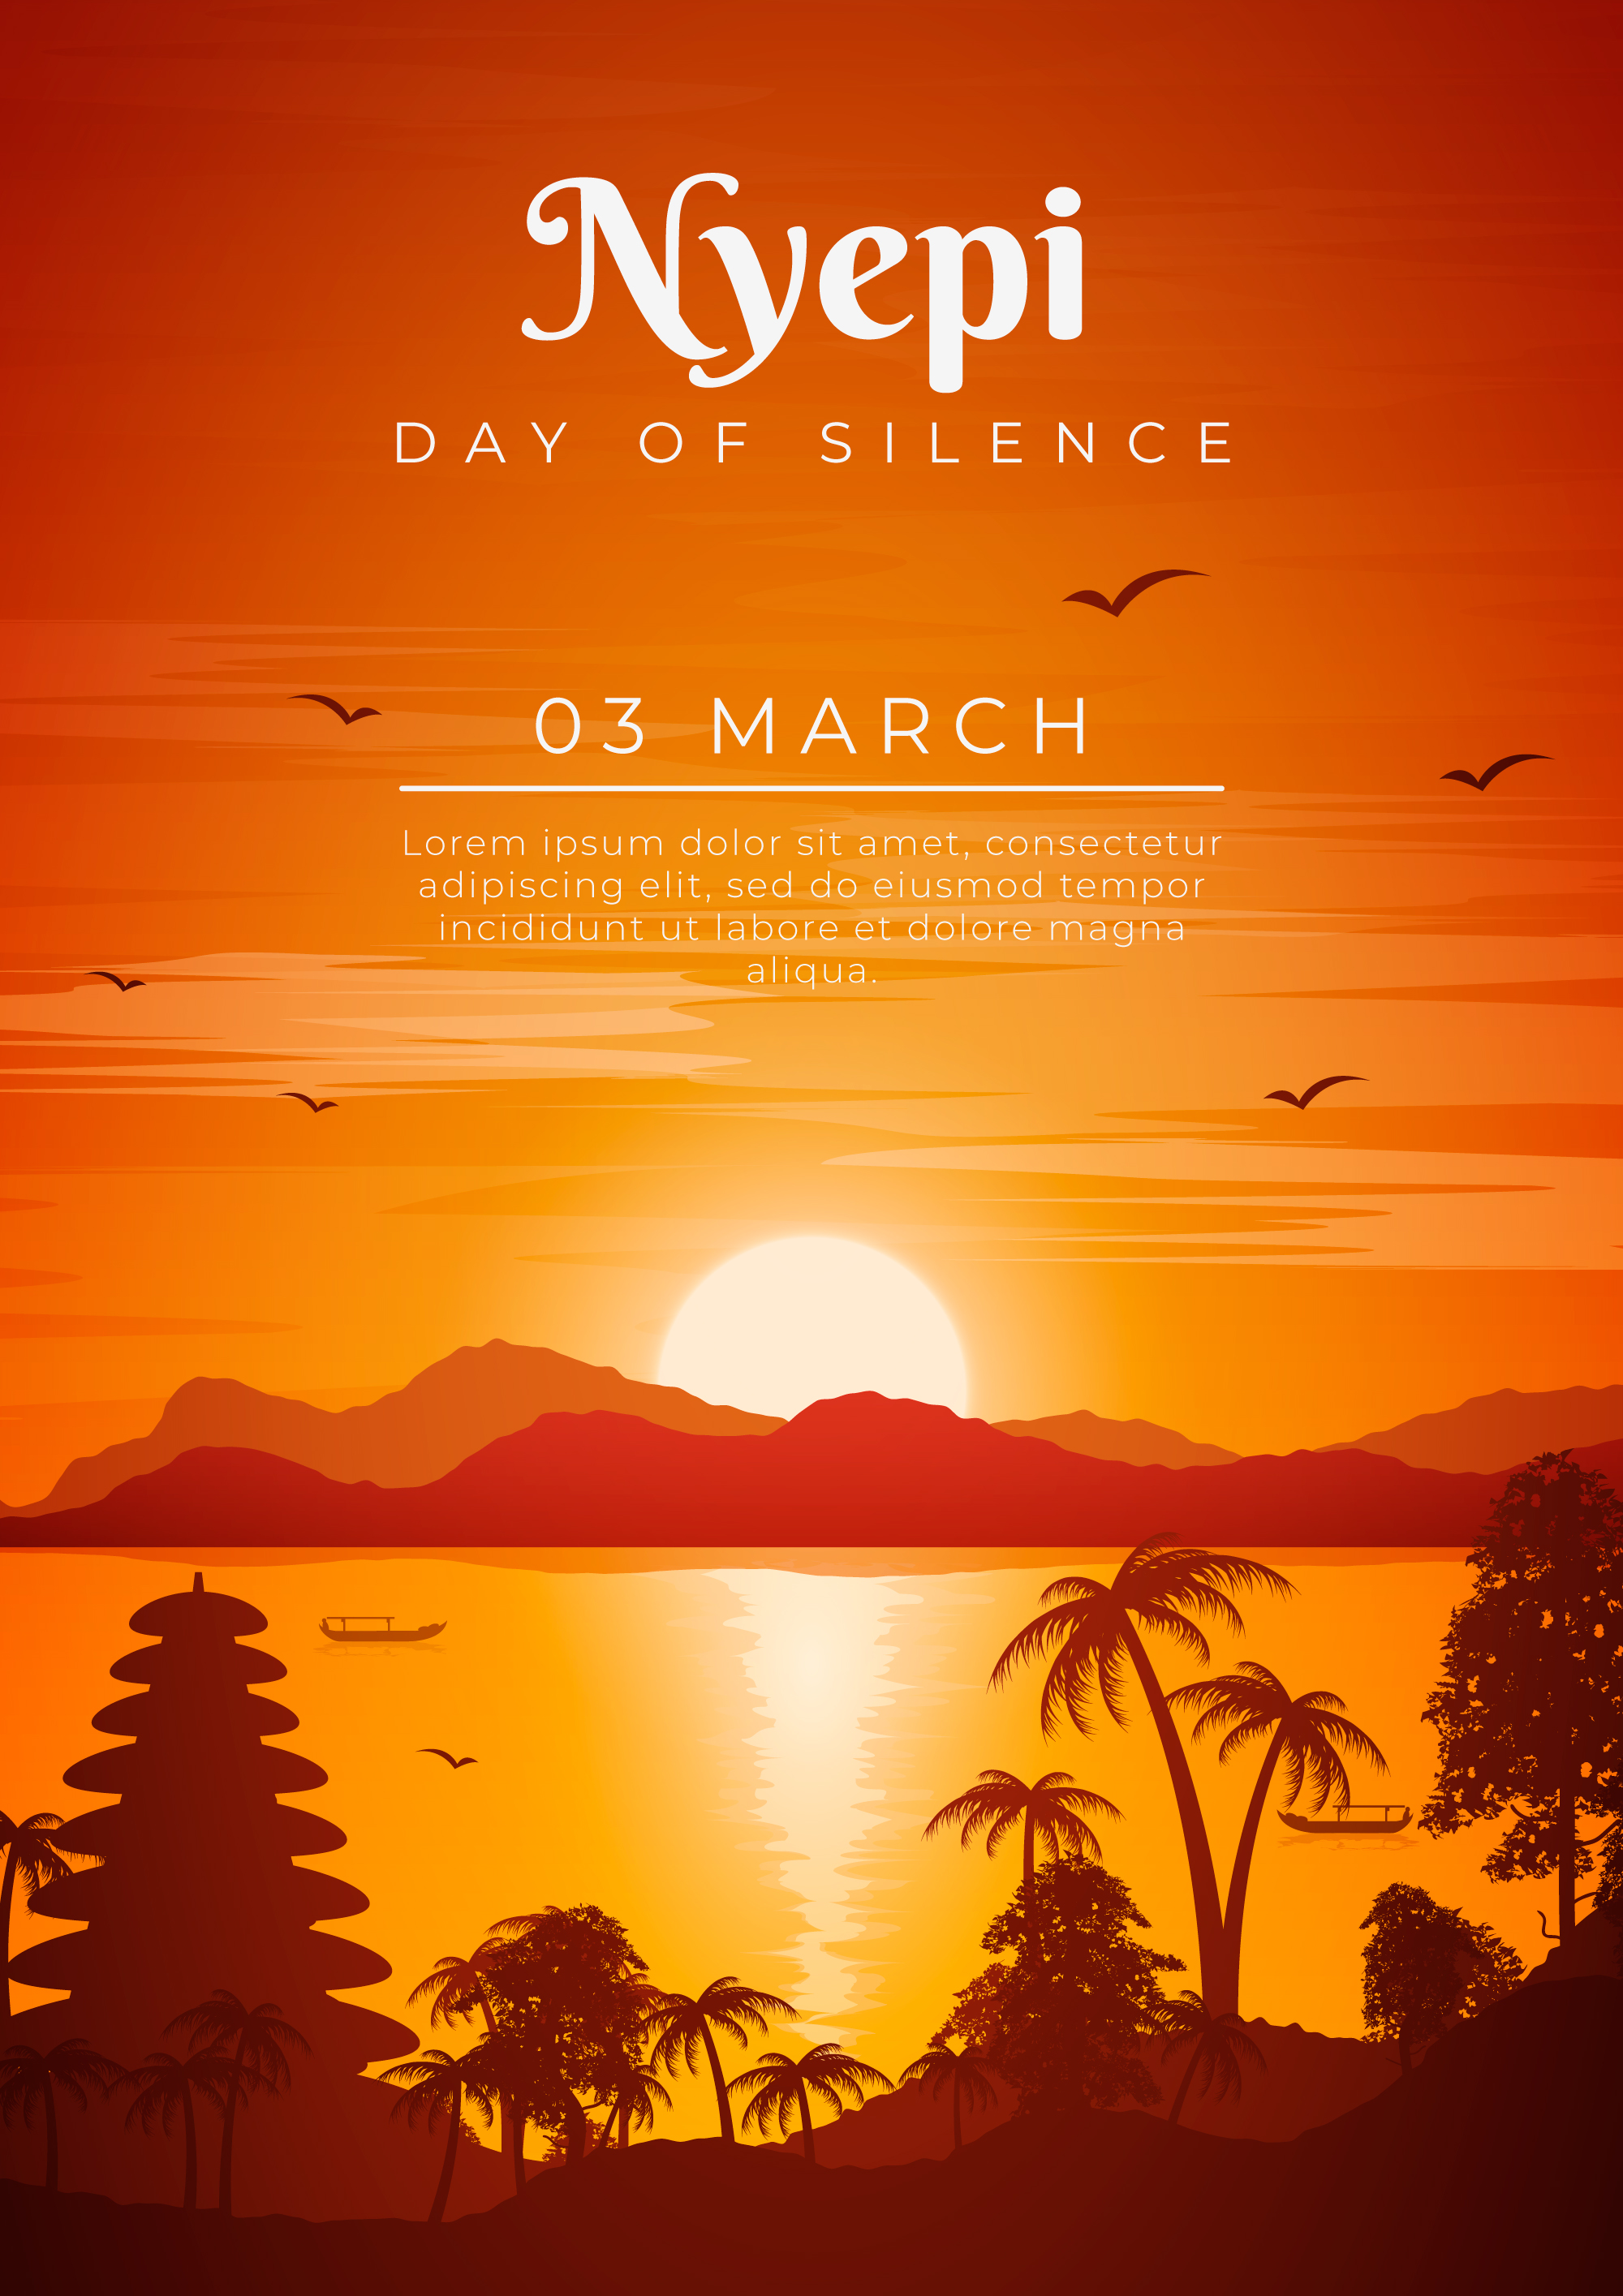 Nyepi
DAY OF SILENCE
03 MARCH
Lorem ipsum dolor sit amet, consectetur
adipiscing elit, sed do eiusmod tempor
incididunt ut labore et dolore magna
aliqua.